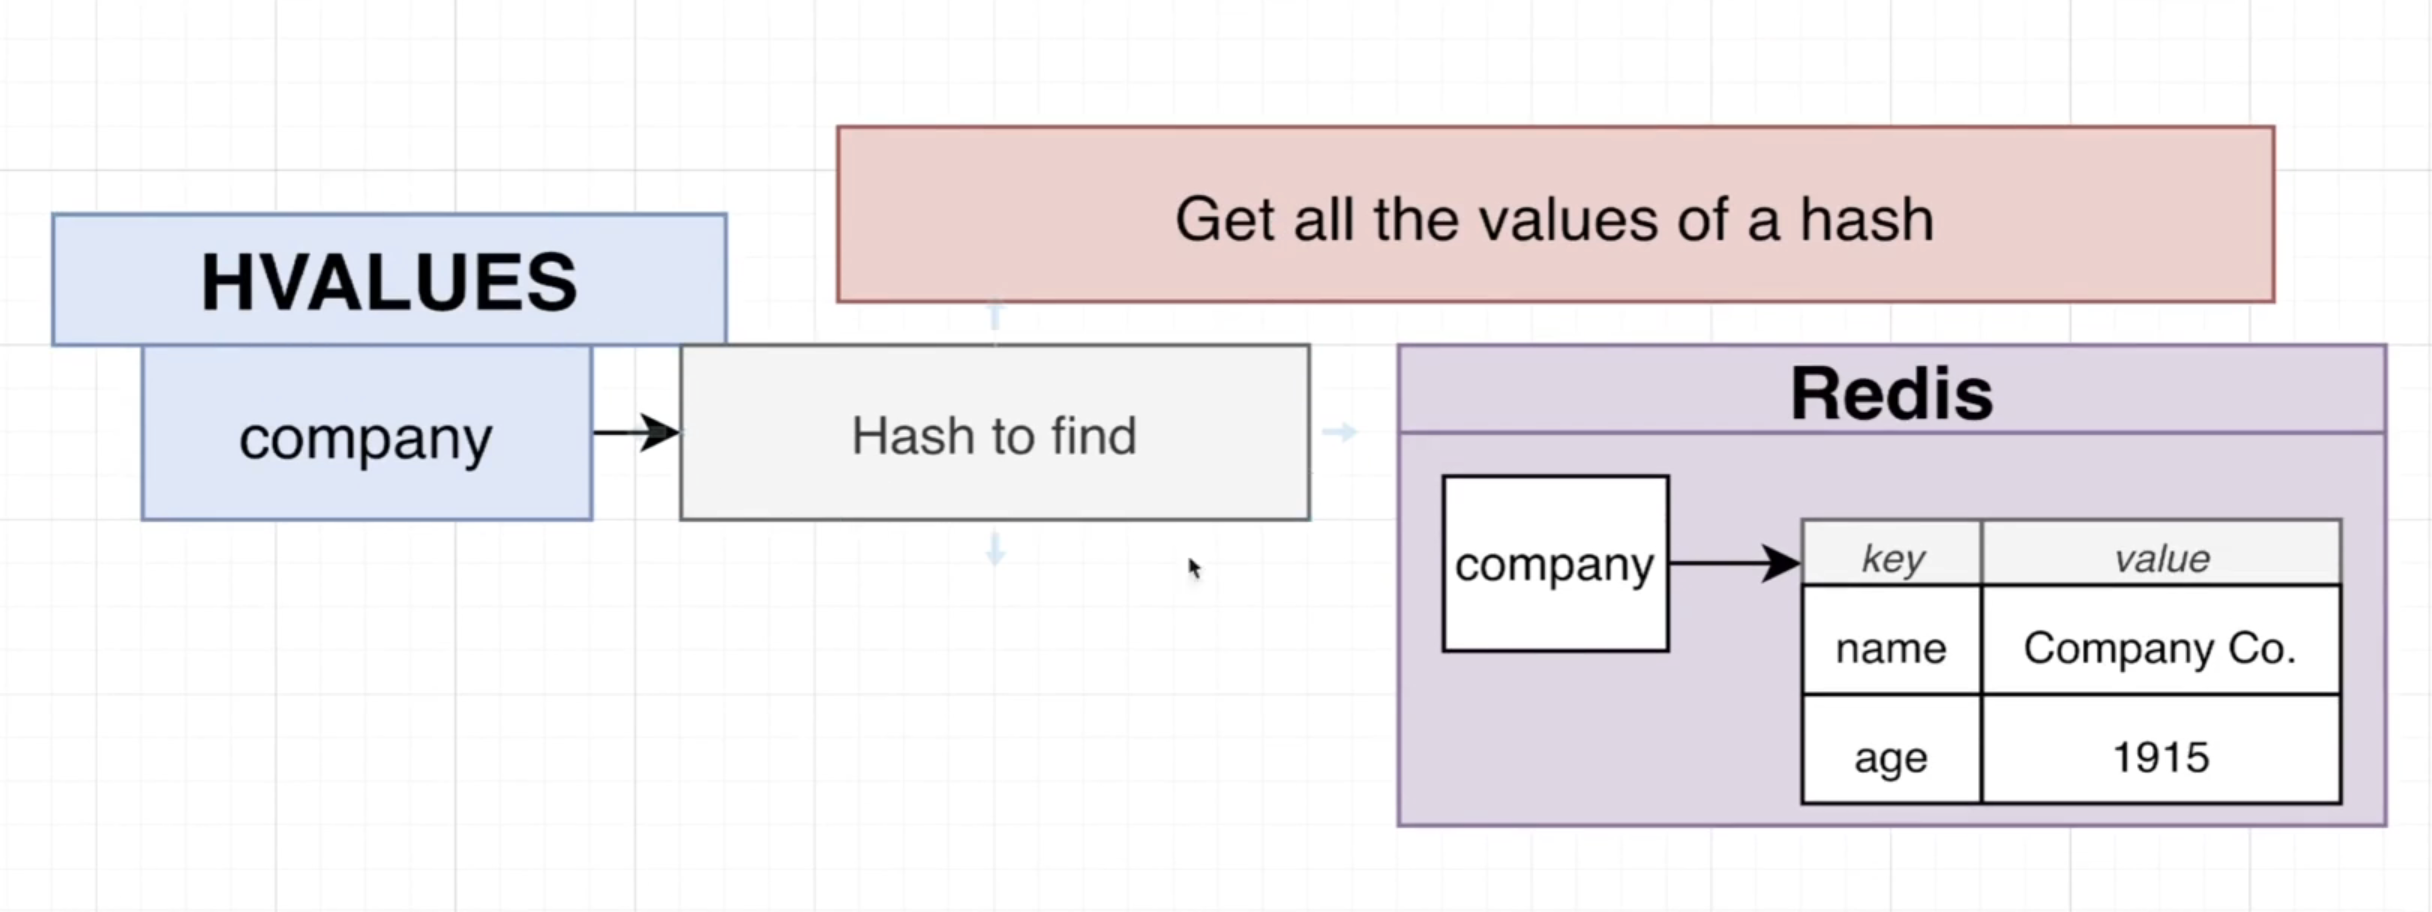 Get all the values of a hash
HVALUES
company
Hash to find
Redis
company
key value
name Company Co.
age 1915